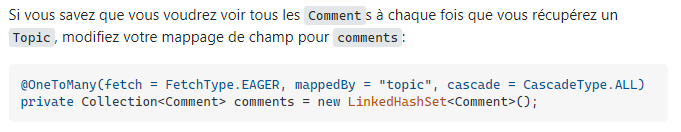 Si vous savez que vous voudrez voir tous les Comments à chaque fois que vous récupérez un
Topic, modifiez votre mappage de champ pour comments:
@OneToMany(fetch = FetchType.EAGER, mappedBy = "topic", cascade = CascadeType.ALL)
private Collection<Comment> comments = new LinkedHashSet<Comment>();